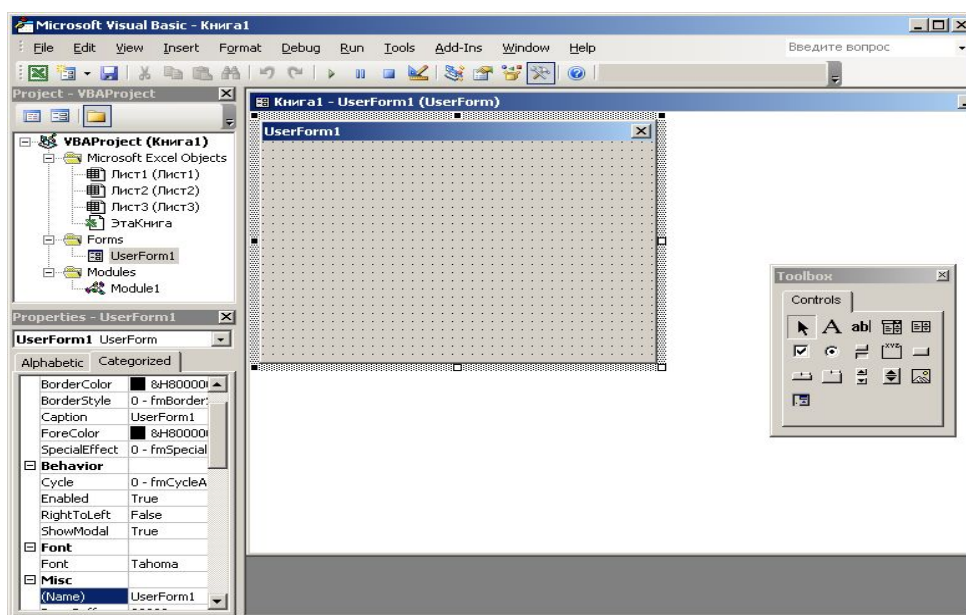 Microsoft Visual Basic - Книга1
File Edit View Insert Format Debug Run Tools Add-Ins Window Help
Введите вопрос
Project - VBAProject
VBAProject (Книга1)
Microsoft Excel Objects
Лист1 (Лист1)
Лист2 (Лист2)
Лист3 (Лист3)
ЭтаКнига
Forms
UserForm1
Modules
Module1
Properties - UserForm1
UserForm1 UserForm
Alphabetic Categorized
BorderColor &H80000
BorderStyle 0 - fmBorder
Caption UserForm1
ForeColor &H80000
SpecialEffect 0 - fmSpecial
Behavior
Cycle 0 - fmCycleA
Enabled True
RightToLeft False
ShowModal True
Font
Font Tahoma
Misc
(Name) UserForm1
Книга1 - UserForm1 (UserForm)
UserForm1
Toolbox
Controls
A ab
XYZ